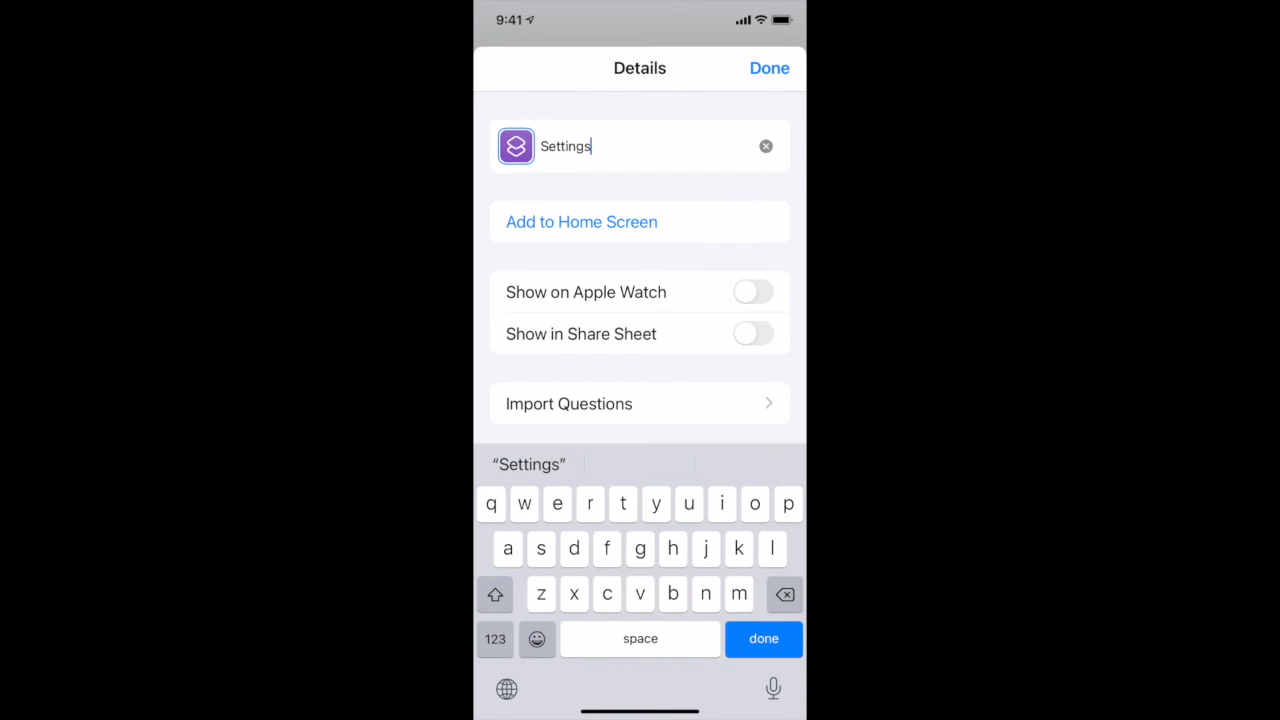 9:41
Details
Done
Settings
Add to Home Screen
Show on Apple Watch
Show in Share Sheet
Import Questions
“Settings”
q w e r t y u i o p
a s d f g h j k l
z x c v b n m
123 space done